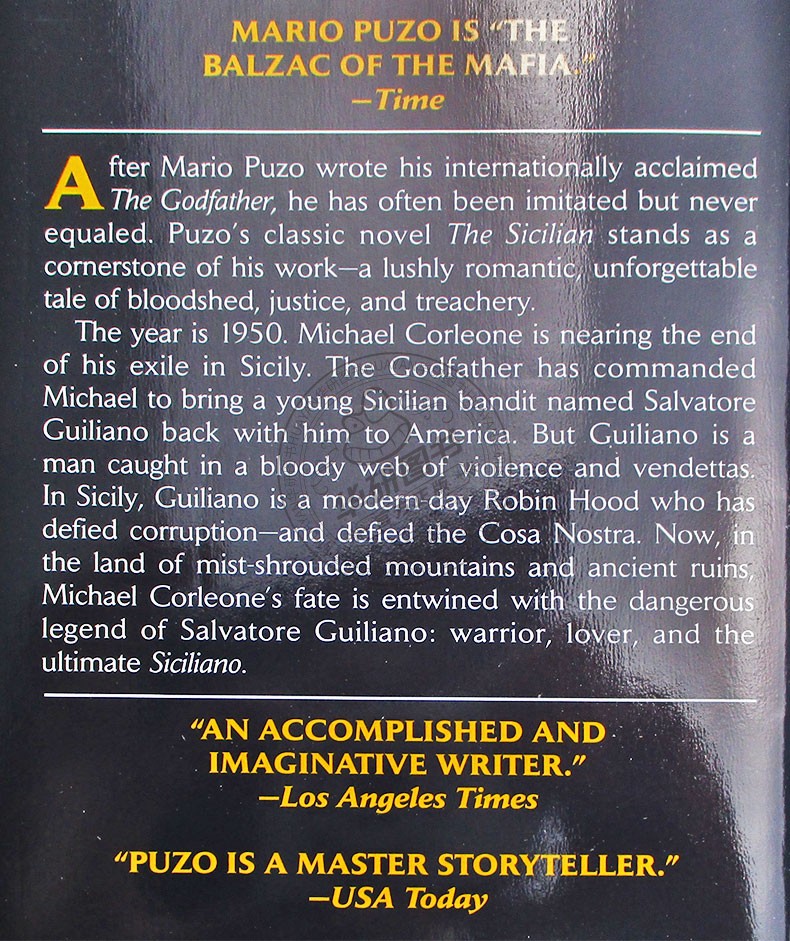 MARIO PUZO IS “THE
BALZAC OF THE MAFIA.”
—Time
After Mario Puzo wrote his internationally acclaimed
The Godfather, he has often been imitated but never
equaled. Puzo’s classic novel The Sicilian stands as a
cornerstone of his work—a lushly romantic, unforgettable
tale of bloodshed, justice, and treachery.
The year is 1950. Michael Corleone is nearing the end
of his exile in Sicily. The Godfather has commanded
Michael to bring a young Sicilian bandit named Salvatore
Guiliano back with him to America. But Guiliano is a
man caught in a bloody web of violence and vendettas.
In Sicily, Guiliano is a modern-day Robin Hood who has
defied corruption—and defied the Cosa Nostra. Now, in
the land of mist-shrouded mountains and ancient ruins,
Michael Corleone’s fate is entwined with the dangerous
legend of Salvatore Guiliano: warrior, lover, and the
ultimate Siciliano.
“AN ACCOMPLISHED AND
IMAGINATIVE WRITER.”
—Los Angeles Times
“PUZO IS A MASTER STORYTELLER.”
—USA Today